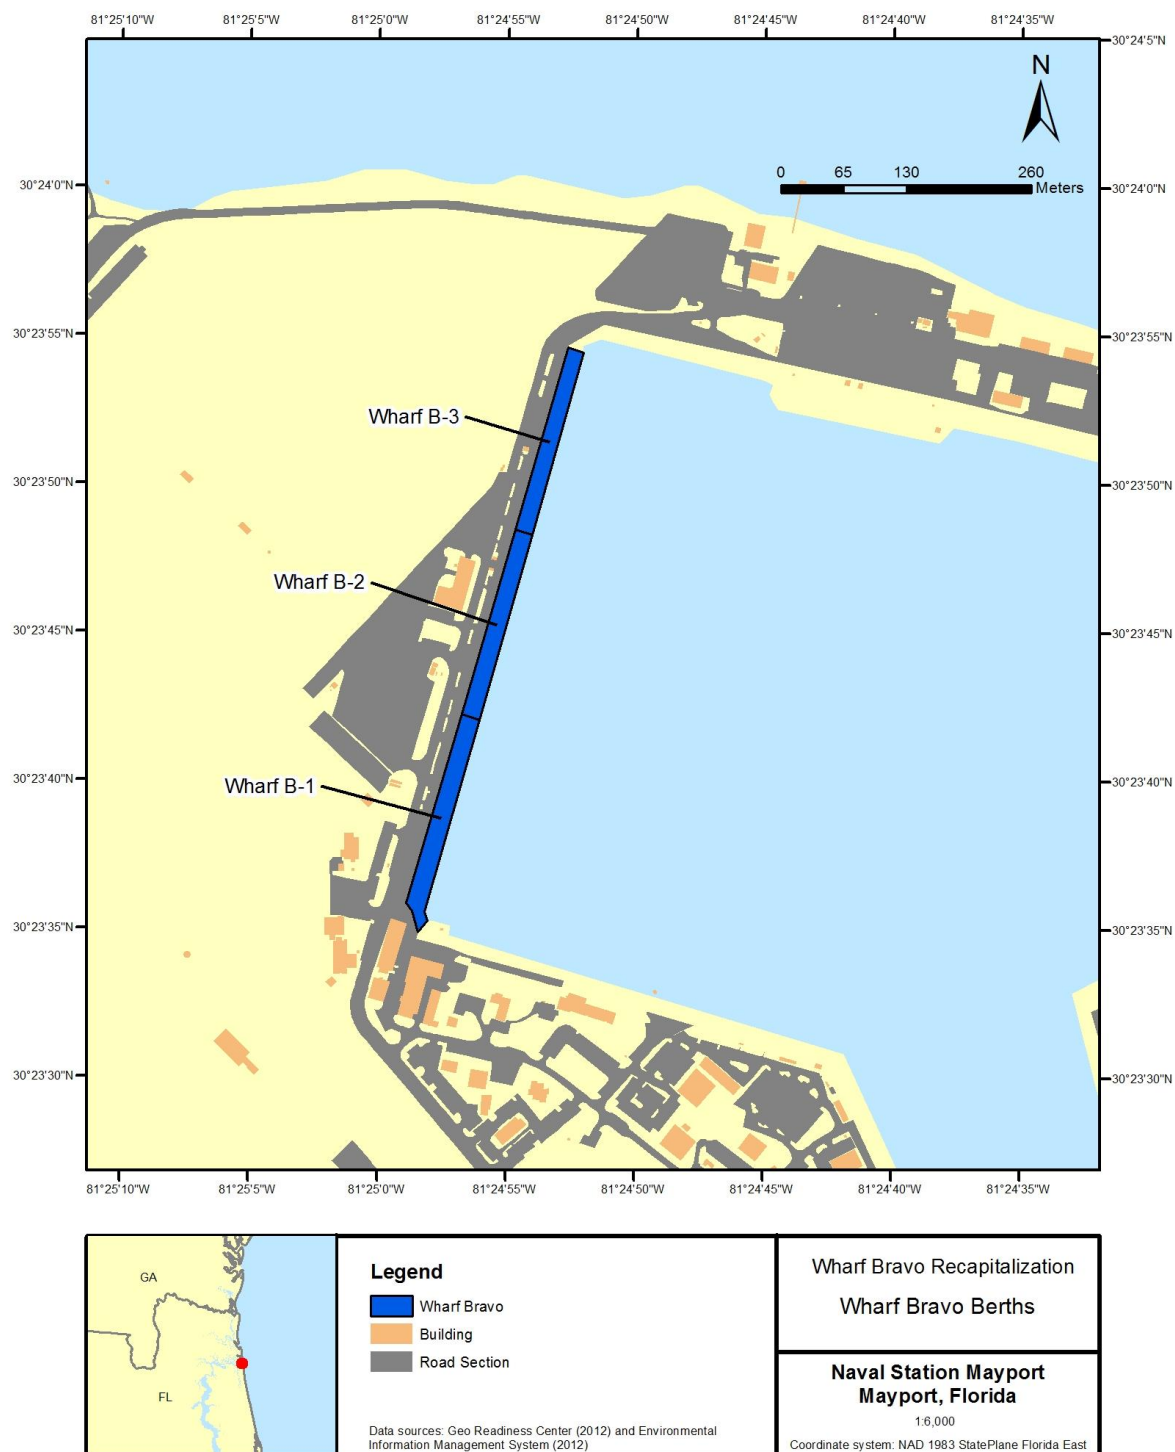 81°25'10"W 81°25'5"W 81°25'0"W 81°24'55"W 81°24'50"W 81°24'45"W 81°24'40"W 81°24'35"W
30°24'5"N
N
0 65 130 260
Meters
30°24'0"N 30°24'0"N
30°23'55"N 30°23'55"N
Wharf B-3
30°23'50"N 30°23'50"N
Wharf B-2
30°23'45"N 30°23'45"N
Wharf B-1
30°23'40"N 30°23'40"N
30°23'35"N 30°23'35"N
30°23'30"N 30°23'30"N
81°25'10"W 81°25'5"W 81°25'0"W 81°24'55"W 81°24'50"W 81°24'45"W 81°24'40"W 81°24'35"W
GA
FL
Legend
Wharf Bravo
Building
Road Section
Data sources: Geo Readiness Center (2012) and Environmental
Information Management System (2012)
Wharf Bravo Recapitalization
Wharf Bravo Berths
Naval Station Mayport
Mayport, Florida
1:6,000
Coordinate system: NAD 1983 StatePlane Florida East